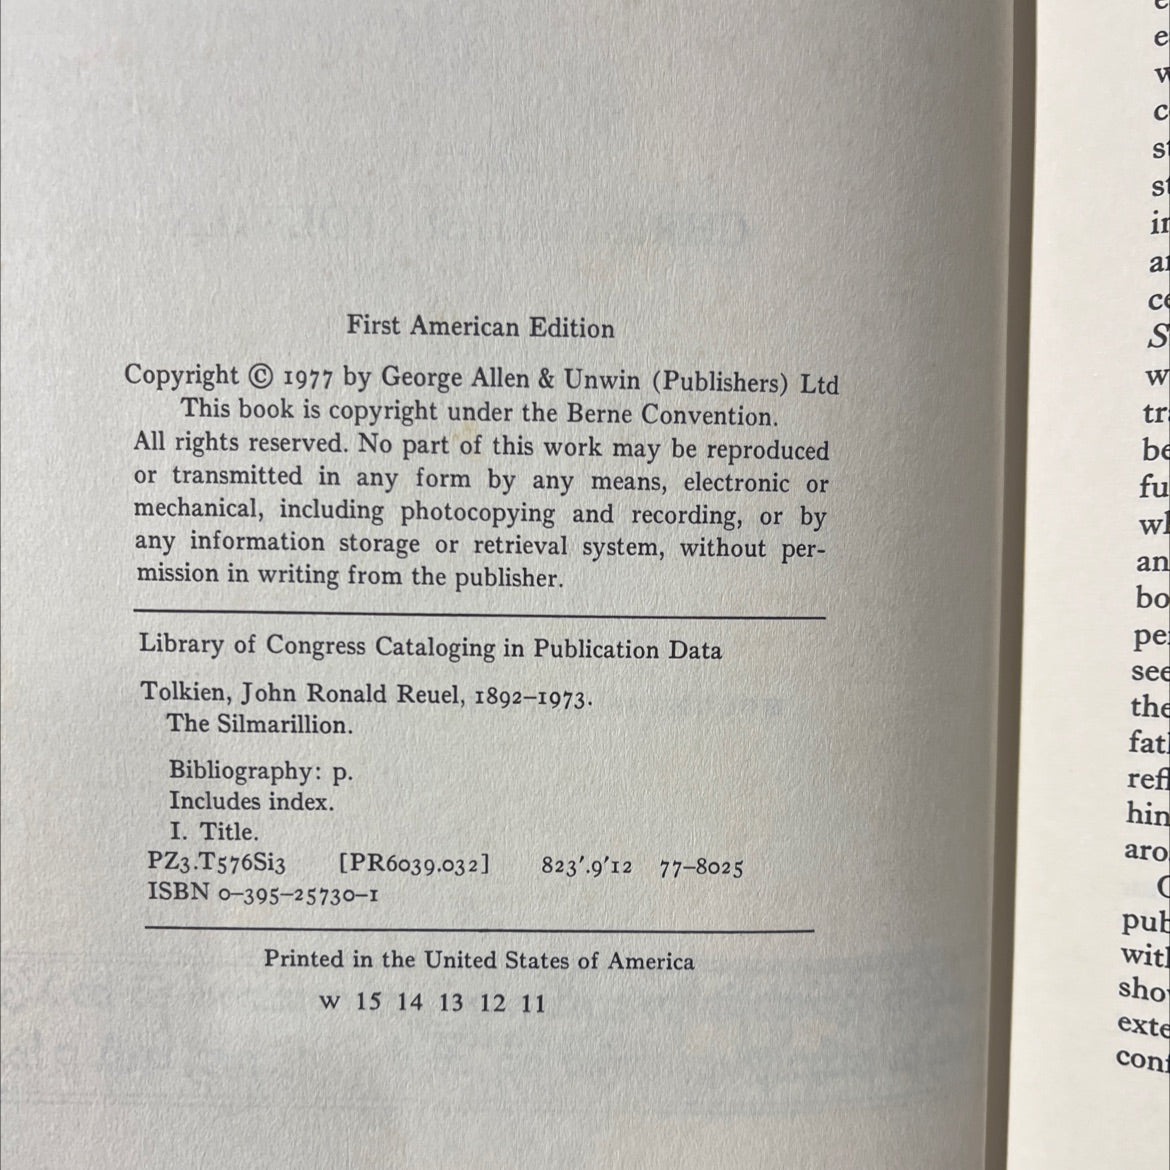 First American Edition
Copyright © 1977 by George Allen & Unwin (Publishers) Ltd
This book is copyright under the Berne Convention.
All rights reserved. No part of this work may be reproduced
or transmitted in any form by any means, electronic or
mechanical, including photocopying and recording, or by
any information storage or retrieval system, without per-
mission in writing from the publisher.
Library of Congress Cataloging in Publication Data
Tolkien, John Ronald Reuel, 1892–1973.
The Silmarillion.
Bibliography: p.
Includes index.
I. Title.
PZ3.T576Si3 [PR6039.032] 823'.9'12 77–8025
ISBN 0–395–25730–1
Printed in the United States of America
W 15 14 13 12 11